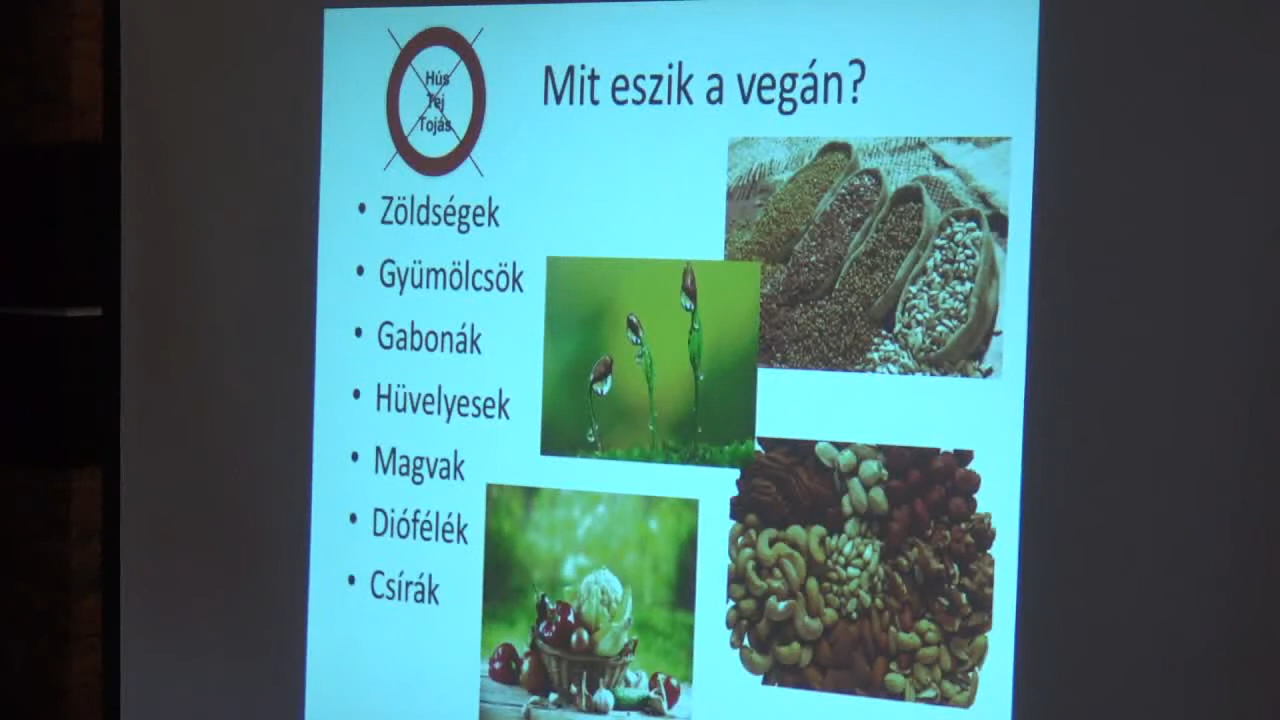 Hús
Tej
Tojás
Mit eszik a vegán?
• Zöldségek
• Gyümölcsök
• Gabonák
• Hüvelyesek
• Magvak
• Diófélék
• Csírák